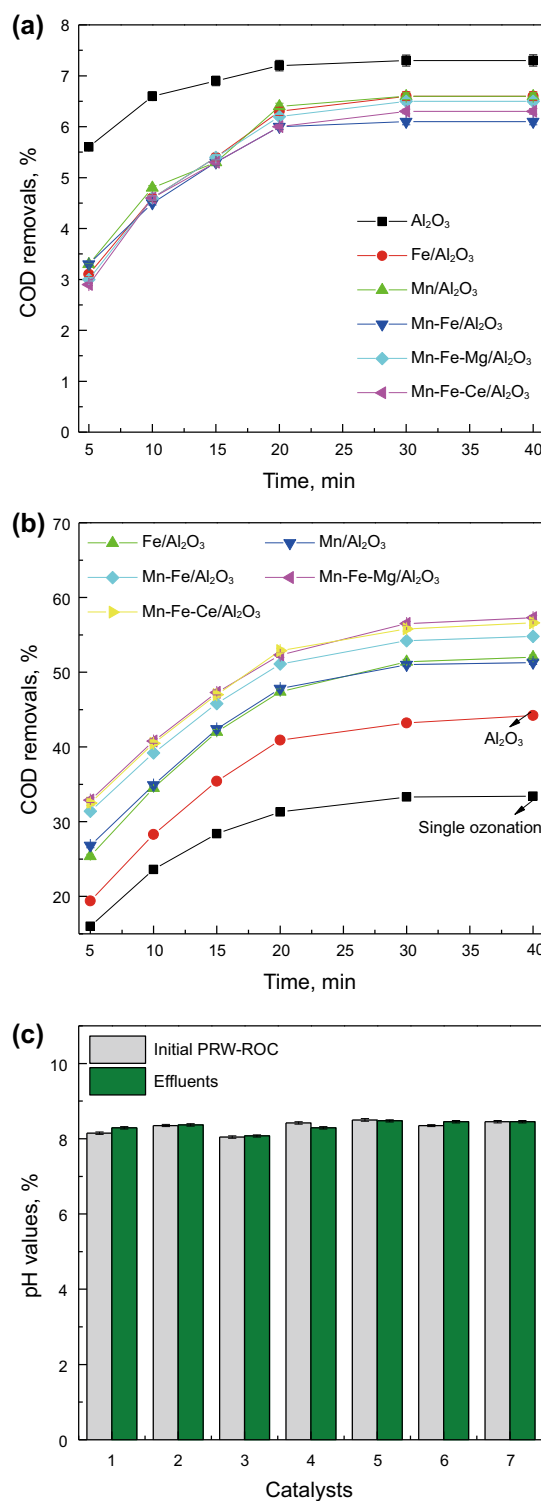 (a)
8
7
6
5
4
3
2
1
0
COD removals, %
Al₂O₃
Fe/Al₂O₃
Mn/Al₂O₃
Mn-Fe/Al₂O₃
Mn-Fe-Mg/Al₂O₃
Mn-Fe-Ce/Al₂O₃
5 10 15 20 25 30 35 40
Time, min
(b)
70
60
50
40
30
20
COD removals, %
Fe/Al₂O₃ Mn/Al₂O₃
Mn-Fe/Al₂O₃ Mn-Fe-Mg/Al₂O₃
Mn-Fe-Ce/Al₂O₃
Al₂O₃
Single ozonation
5 10 15 20 25 30 35 40
Time, min
(c)
10
8
6
4
2
0
pH values, %
Initial PRW-ROC
Effluents
1 2 3 4 5 6 7
Catalysts